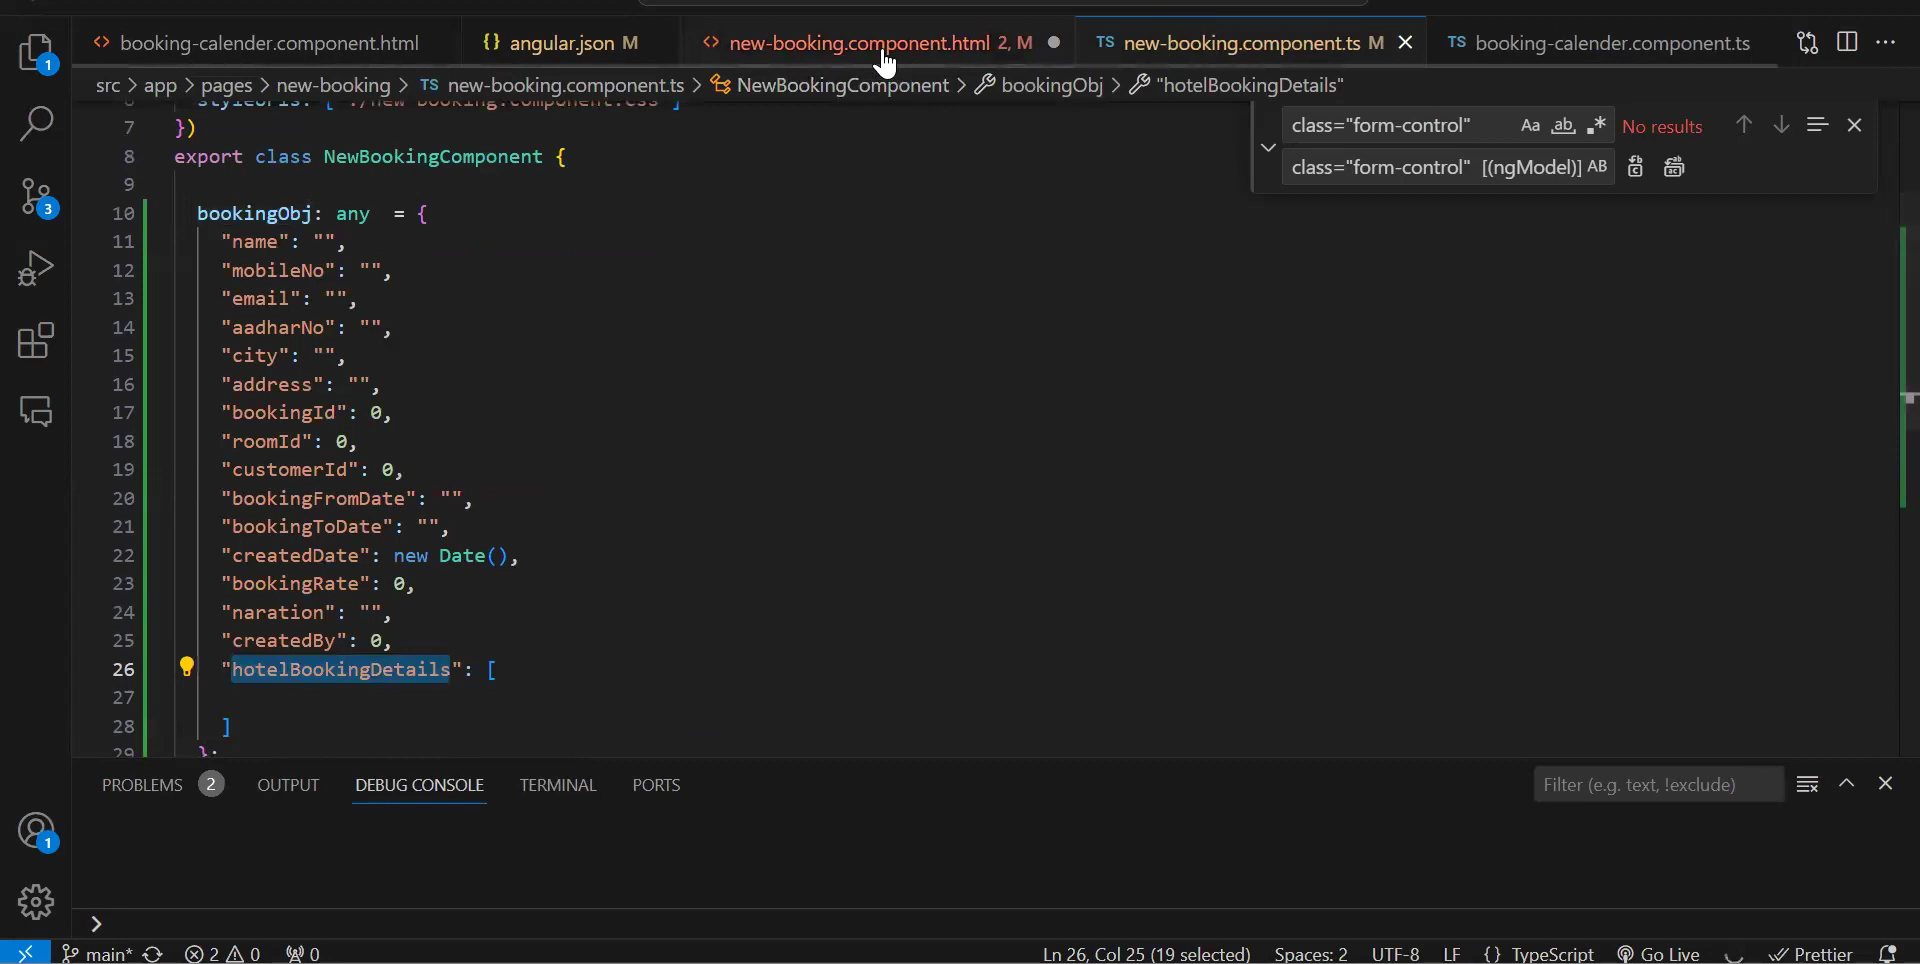 booking-calender.component.html
{} angular.json M
new-booking.component.html 2, M
TS new-booking.component.ts M
TS booking-calender.component.ts
1
src > app > pages > new-booking > TS new-booking.component.ts > NewBookingComponent > bookingObj > "hotelBookingDetails"
class="form-control" Aa ab .* No results
class="form-control" [(ngModel)] AB
3
1
7 })
8 export class NewBookingComponent {
9
10 bookingObj: any = {
11 "name": "",
12 "mobileNo": "",
13 "email": "",
14 "aadharNo": "",
15 "city": "",
16 "address": "",
17 "bookingId": 0,
18 "roomId": 0,
19 "customerId": 0,
20 "bookingFromDate": "",
21 "bookingToDate": "",
22 "createdDate": new Date(),
23 "bookingRate": 0,
24 "naration": "",
25 "createdBy": 0,
26 "hotelBookingDetails": [
27
28 ]
29 };
PROBLEMS 2 OUTPUT DEBUG CONSOLE TERMINAL PORTS
Filter (e.g. text, !exclude)
>
main* 2 0 0
Ln 26, Col 25 (19 selected) Spaces: 2 UTF-8 LF {} TypeScript Go Live Prettier